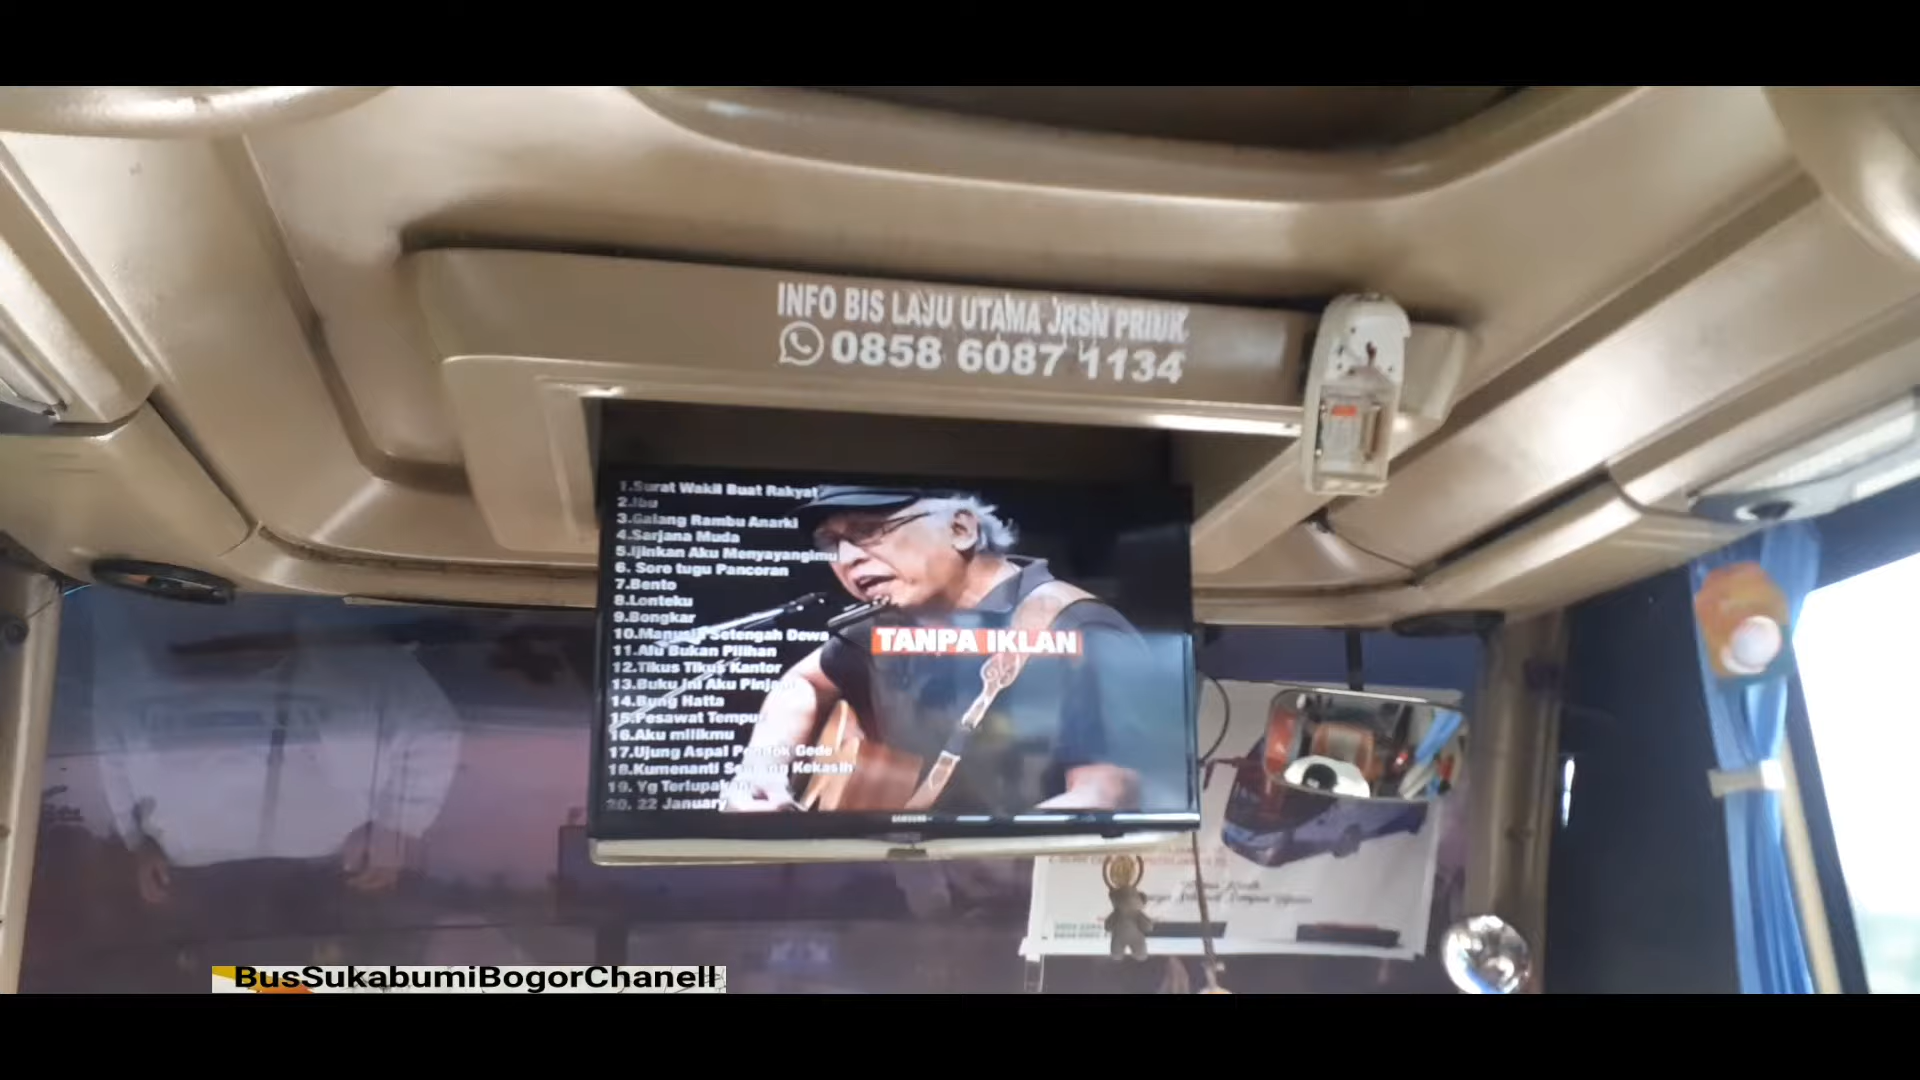 INFO BIS LAJU UTAMA JRSN PRIUK
0858 6087 1134
1.Surat Wakil Buat Rakyat
2.Ibu
3.Galang Rambu Anarki
4.Sarjana Muda
5.Ijinkan Aku Menyayangimu
6. Sore tugu Pancoran
7.Bento
8.Lonteku
9.Bongkar
10.Manusia Setengah Dewa
11.Alu Bukan Pilihan
12.Tikus Tikus Kantor
13.Buku Ini Aku Pinjam
14.Bung Hatta
15.Pesawat Tempur
16.Aku milikmu
17.Ujung Aspal Pondok Gede
18.Kumenanti Seorang Kekasih
19. Yg Terlupakan
20. 22 January
TANPA IKLAN
SAMSUNG
BusSukabumiBogorChanell